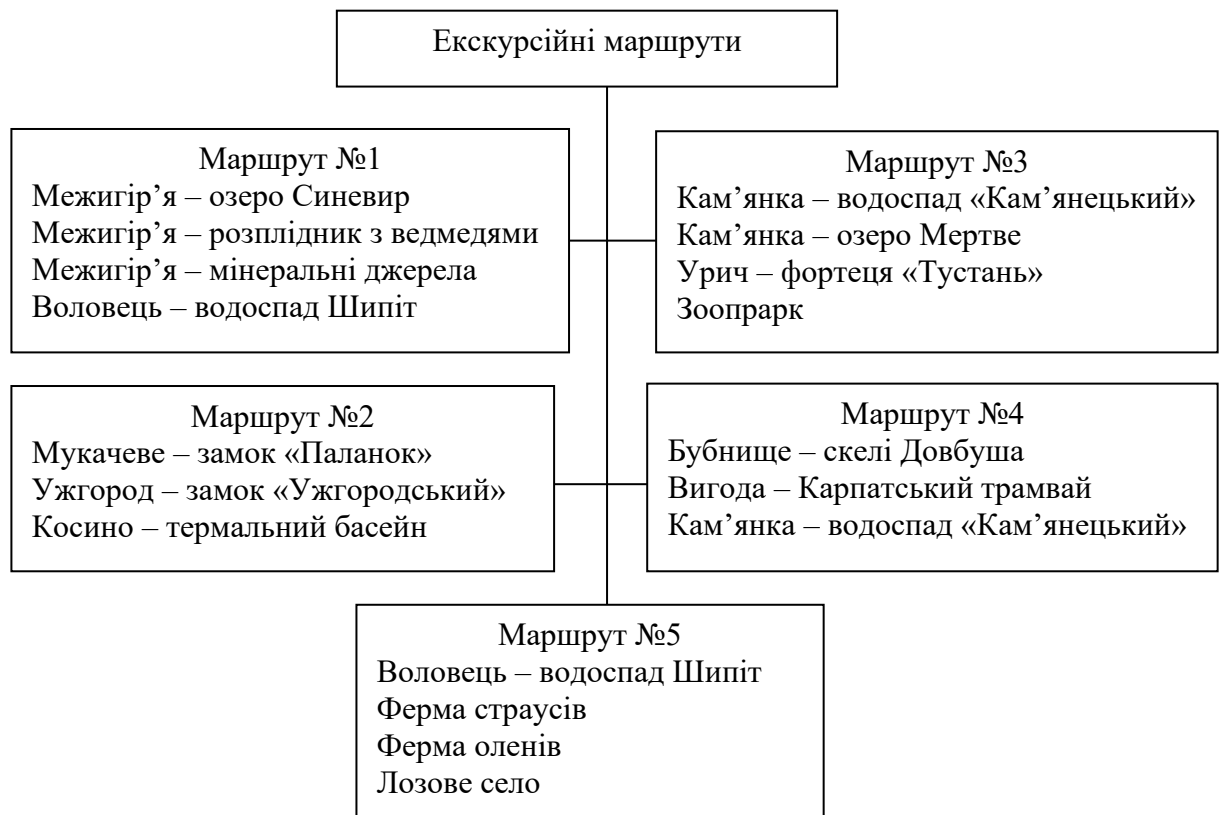 Екскурсійні маршрути
Маршрут №1
Межигір’я – озеро Синевир
Межигір’я – розплідник з ведмедями
Межигір’я – мінеральні джерела
Воловець – водоспад Шипіт
Маршрут №3
Кам’янка – водоспад «Кам’янецький»
Кам’янка – озеро Мертве
Урич – фортеця «Тустань»
Зоопрарк
Маршрут №2
Мукачеве – замок «Паланок»
Ужгород – замок «Ужгородський»
Косино – термальний басейн
Маршрут №4
Бубнище – скелі Довбуша
Вигода – Карпатський трамвай
Кам’янка – водоспад «Кам’янецький»
Маршрут №5
Воловець – водоспад Шипіт
Ферма страусів
Ферма оленів
Лозове село